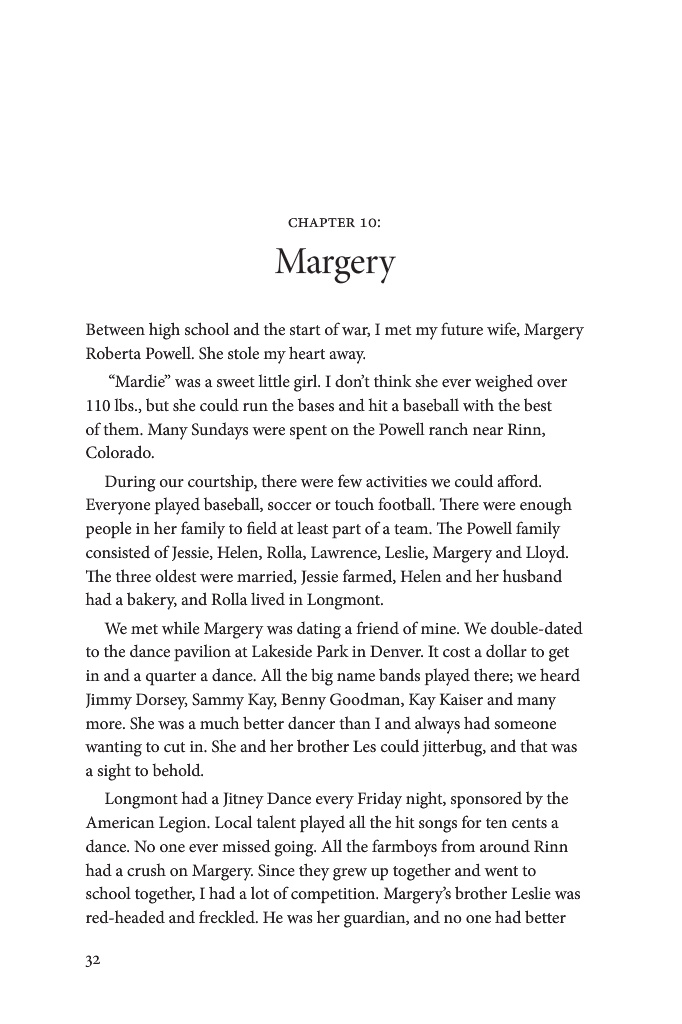 CHAPTER 10:
Margery
Between high school and the start of war, I met my future wife, Margery
Roberta Powell. She stole my heart away.
“Mardie” was a sweet little girl. I don’t think she ever weighed over
110 lbs., but she could run the bases and hit a baseball with the best
of them. Many Sundays were spent on the Powell ranch near Rinn,
Colorado.
During our courtship, there were few activities we could afford.
Everyone played baseball, soccer or touch football. There were enough
people in her family to field at least part of a team. The Powell family
consisted of Jessie, Helen, Rolla, Lawrence, Leslie, Margery and Lloyd.
The three oldest were married, Jessie farmed, Helen and her husband
had a bakery, and Rolla lived in Longmont.
We met while Margery was dating a friend of mine. We double-dated
to the dance pavilion at Lakeside Park in Denver. It cost a dollar to get
in and a quarter a dance. All the big name bands played there; we heard
Jimmy Dorsey, Sammy Kay, Benny Goodman, Kay Kaiser and many
more. She was a much better dancer than I and always had someone
wanting to cut in. She and her brother Les could jitterbug, and that was
a sight to behold.
Longmont had a Jitney Dance every Friday night, sponsored by the
American Legion. Local talent played all the hit songs for ten cents a
dance. No one ever missed going. All the farmboys from around Rinn
had a crush on Margery. Since they grew up together and went to
school together, I had a lot of competition. Margery’s brother Leslie was
red-headed and freckled. He was her guardian, and no one had better
32